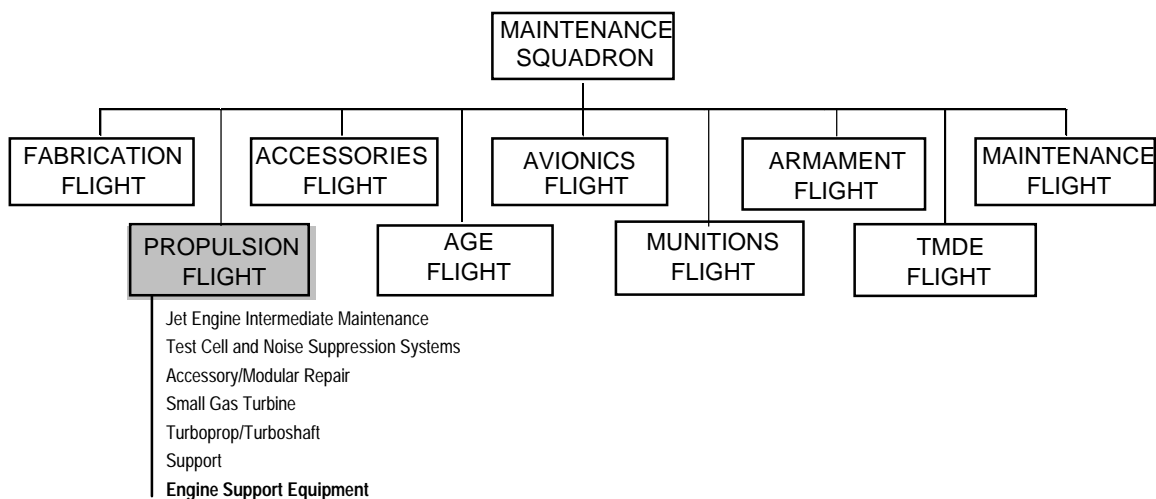 MAINTENANCE
SQUADRON
FABRICATION
FLIGHT
ACCESSORIES
FLIGHT
AVIONICS
FLIGHT
ARMAMENT
FLIGHT
MAINTENANCE
FLIGHT
PROPULSION
FLIGHT
AGE
FLIGHT
MUNITIONS
FLIGHT
TMDE
FLIGHT
Jet Engine Intermediate Maintenance
Test Cell and Noise Suppression Systems
Accessory/Modular Repair
Small Gas Turbine
Turboprop/Turboshaft
Support
Engine Support Equipment